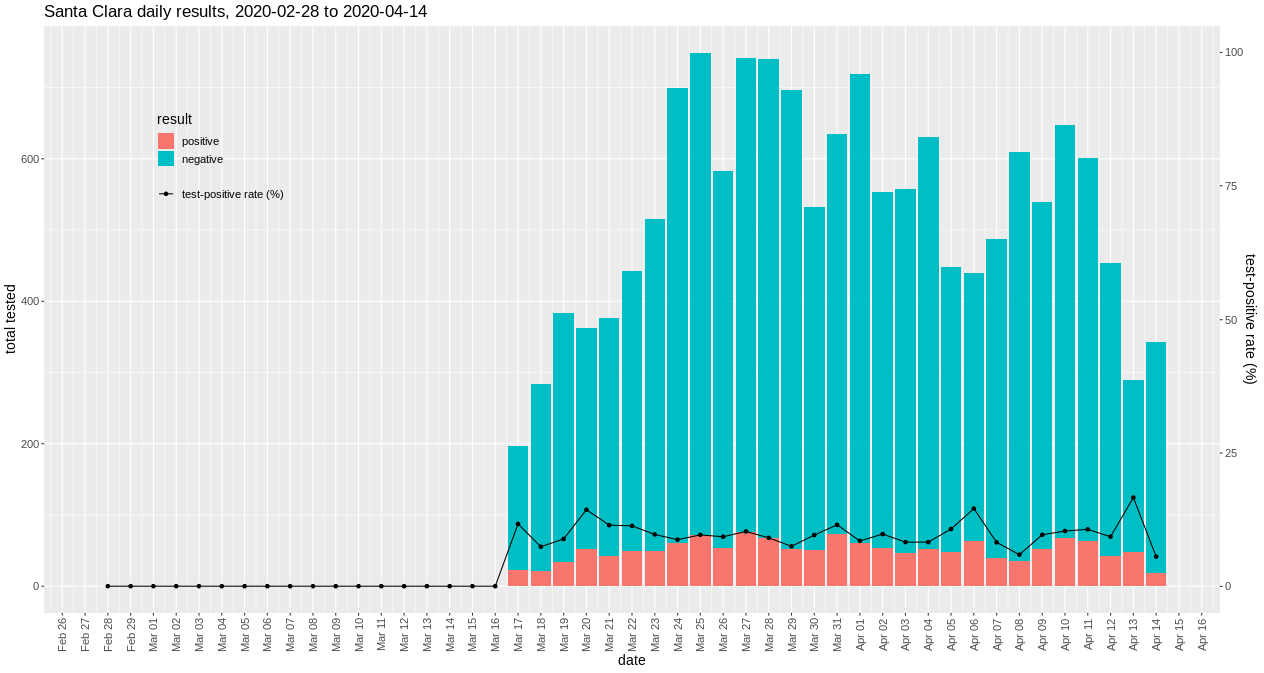 Santa Clara daily results, 2020-02-28 to 2020-04-14
result
positive
negative
test-positive rate (%)
total tested
600
400
200
0
100
75
50
25
0
test-positive rate (%)
Feb 26
Feb 27
Feb 28
Feb 29
Mar 01
Mar 02
Mar 03
Mar 04
Mar 05
Mar 06
Mar 07
Mar 08
Mar 09
Mar 10
Mar 11
Mar 12
Mar 13
Mar 14
Mar 15
Mar 16
Mar 17
Mar 18
Mar 19
Mar 20
Mar 21
Mar 22
Mar 23
Mar 24
Mar 25
Mar 26
Mar 27
Mar 28
Mar 29
Mar 30
Mar 31
Apr 01
Apr 02
Apr 03
Apr 04
Apr 05
Apr 06
Apr 07
Apr 08
Apr 09
Apr 10
Apr 11
Apr 12
Apr 13
Apr 14
Apr 15
Apr 16
date